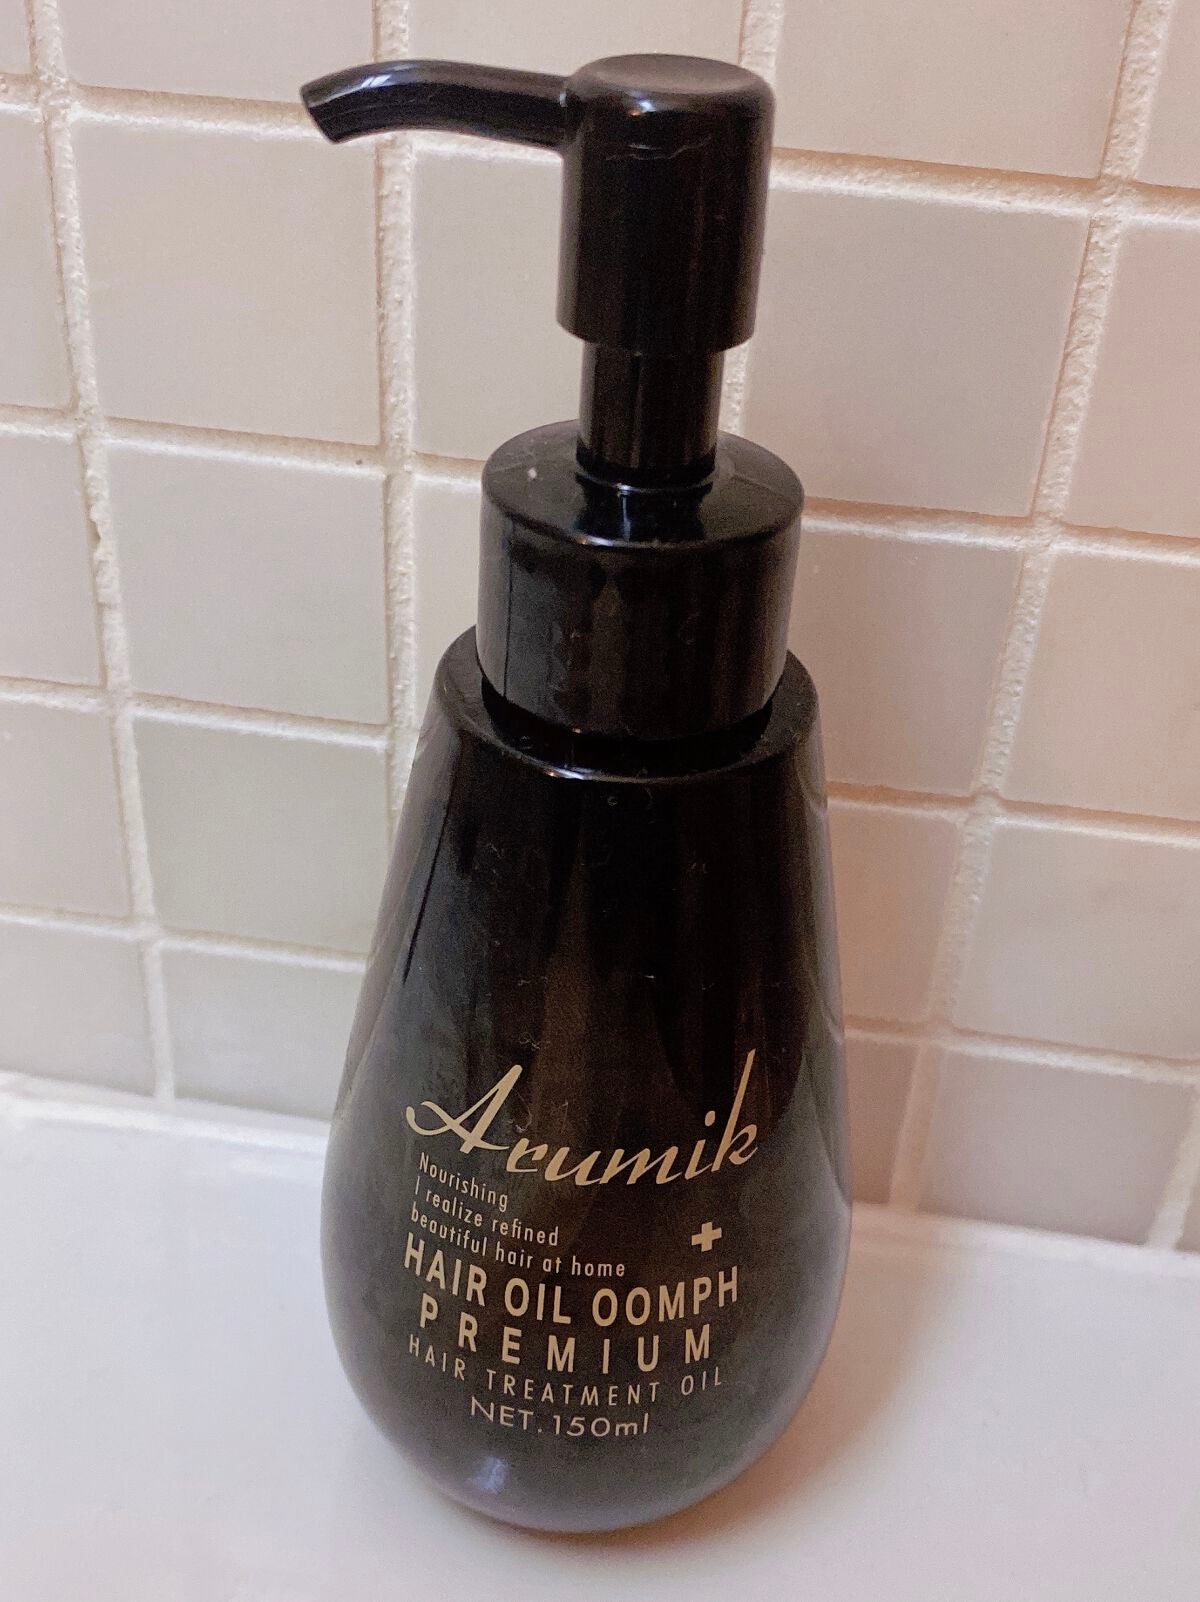 Arumik
Nourishing
I realize refined
beautiful hair at home
+
HAIR OIL OOMPH
PREMIUM
HAIR TREATMENT OIL
NET.150ml